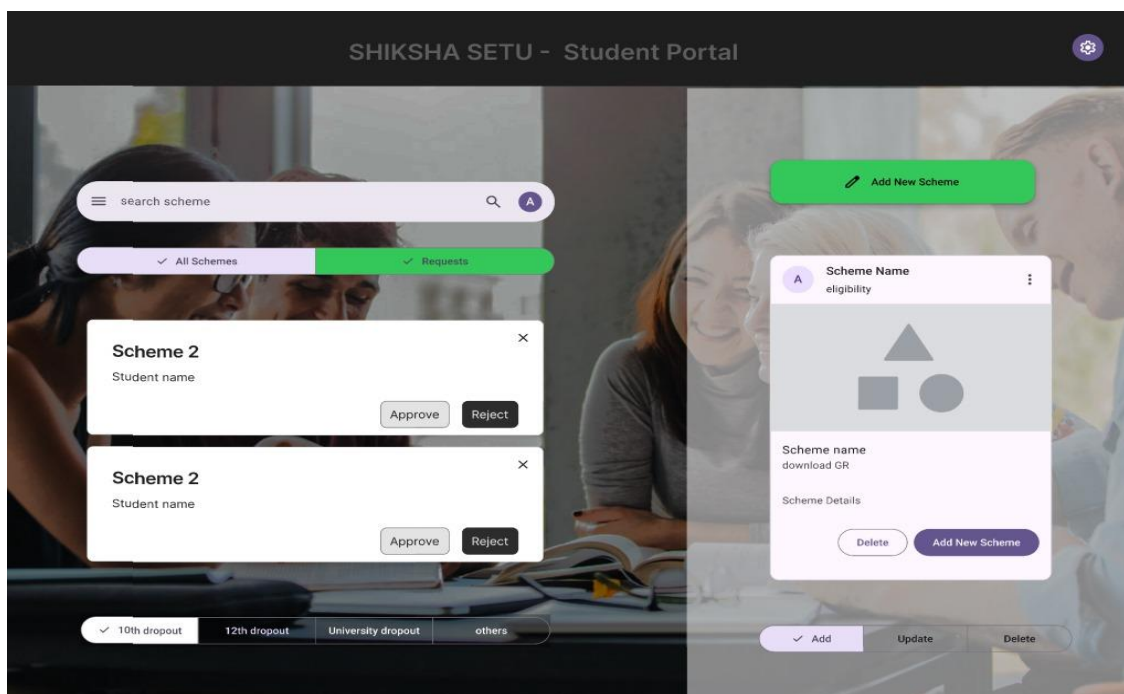 SHIKSHA SETU - Student Portal
search scheme
A
All Schemes
Requests
Scheme 2
Student name
Approve
Reject
Scheme 2
Student name
Approve
Reject
10th dropout
12th dropout
University dropout
others
Add New Scheme
A
Scheme Name
eligibility
Scheme name
download GR
Scheme Details
Delete
Add New Scheme
Add
Update
Delete